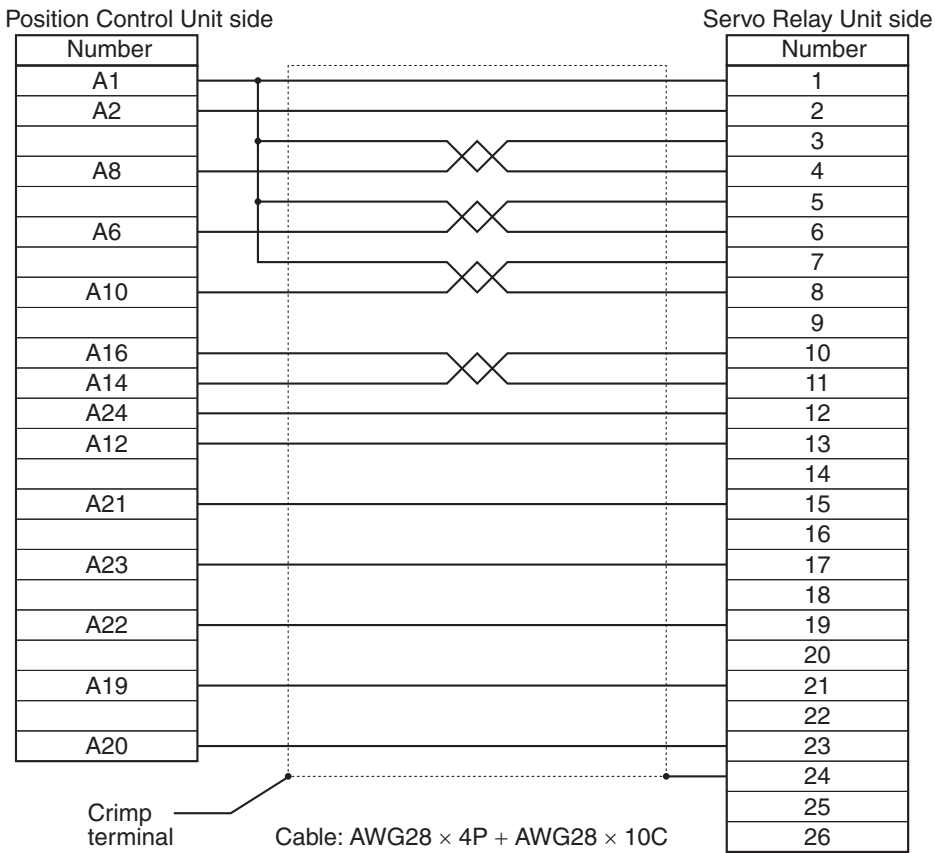 Position Control Unit side Servo Relay Unit side
Number Number
A1 1
A2 2
3
A8 4
5
A6 6
7
A10 8
9
A16 10
A14 11
A24 12
A12 13
14
A21 15
16
A23 17
18
A22 19
20
A19 21
22
A20 23
24
25
26
Crimp
terminal
Cable: AWG28 × 4P + AWG28 × 10C